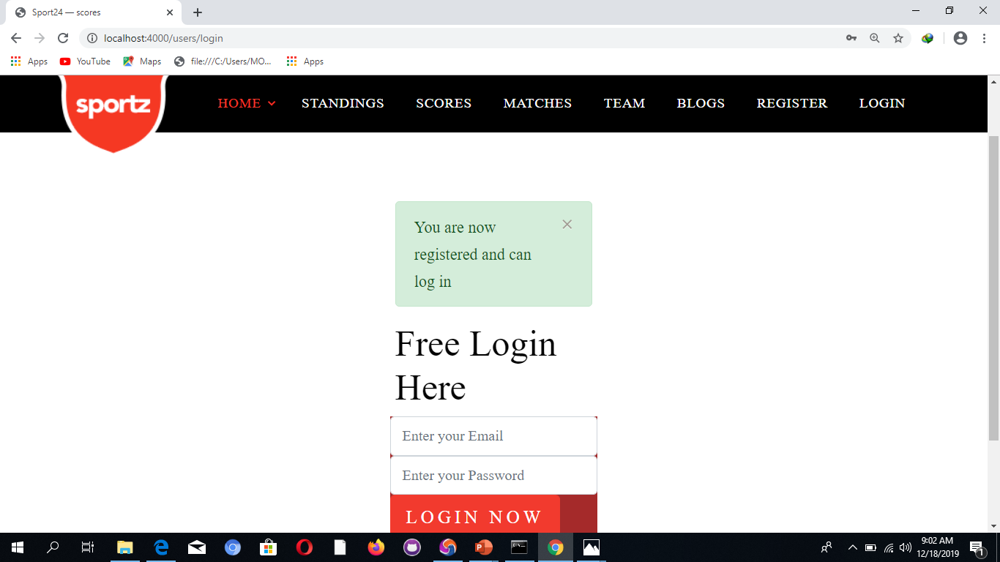 Sport24 — scores
localhost:4000/users/login
Apps YouTube Maps file:///C:/Users/MO... Apps
sportz
HOME STANDINGS SCORES MATCHES TEAM BLOGS REGISTER LOGIN
You are now
registered and can
log in
Free Login
Here
Enter your Email
Enter your Password
LOGIN NOW
9:02 AM
12/18/2019
1